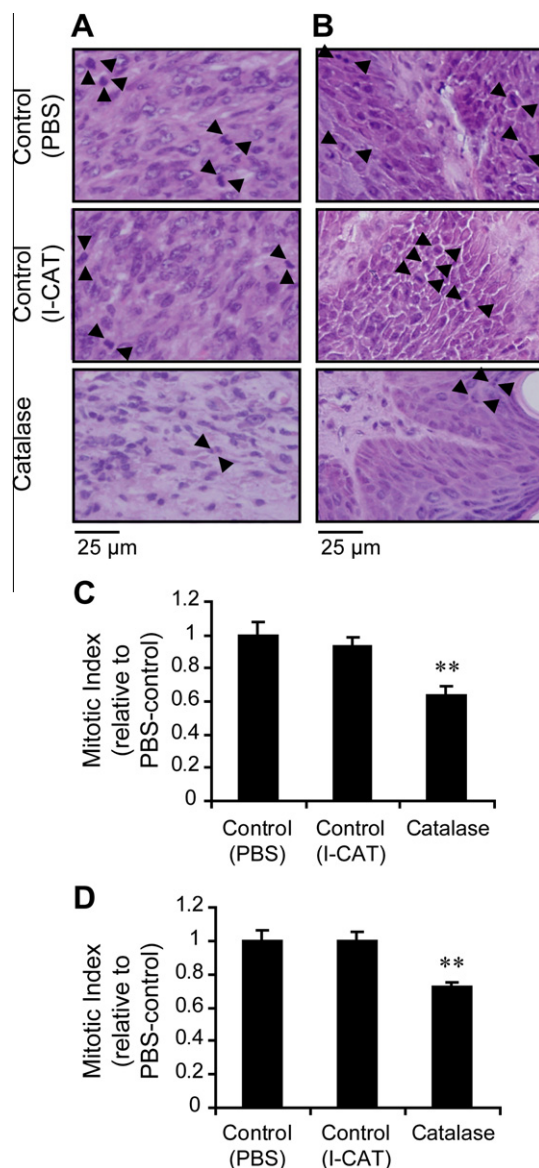 A
B
Control
(PBS)
Control
(I-CAT)
Catalase
25 µm
25 µm
C
Mitotic Index
(relative to
PBS-control)
1.2
1
0.8
0.6
0.4
0.2
0
**
Control
(PBS)
Control
(I-CAT)
Catalase
D
Mitotic Index
(relative to
PBS-control)
1.2
1
0.8
0.6
0.4
0.2
0
**
Control
(PBS)
Control
(I-CAT)
Catalase